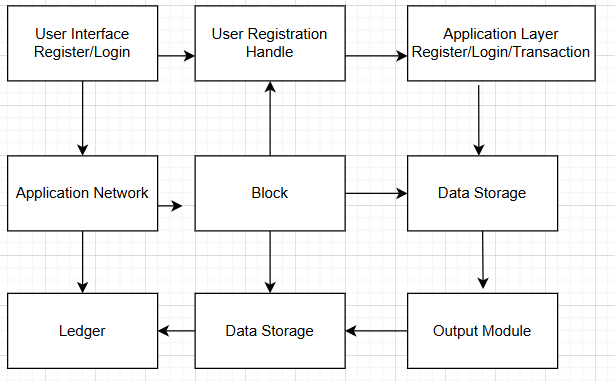 User Interface
Register/Login
User Registration
Handle
Application Layer
Register/Login/Transaction
Application Network
Block
Data Storage
Ledger
Data Storage
Output Module